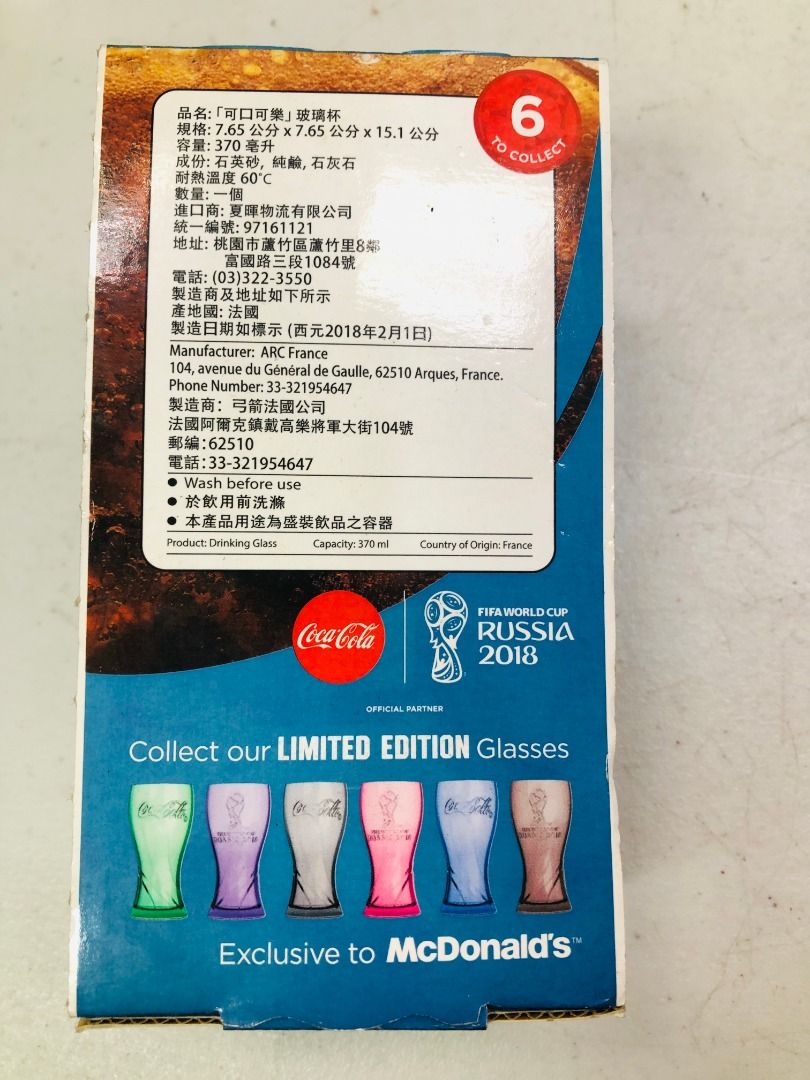 6
TO COLLECT
品名:「可口可樂」玻璃杯
規格: 7.65 公分 x 7.65 公分 x 15.1 公分
容量: 370 毫升
成份: 石英砂, 純鹼, 石灰石
耐熱溫度 60°C
數量: 一個
進口商: 夏暉物流有限公司
統一編號: 97161121
地址: 桃園市蘆竹區蘆竹里8鄰
富國路三段1084號
電話: (03)322-3550
製造商及地址如下所示
產地國: 法國
製造日期如標示 (西元2018年2月1日)
Manufacturer: ARC France
104, avenue du Général de Gaulle, 62510 Arques, France.
Phone Number: 33-321954647
製造商: 弓箭法國公司
法國阿爾克鎮戴高樂將軍大街104號
郵編:62510
電話:33-321954647
● Wash before use
● 於飲用前洗滌
● 本產品用途為盛裝飲品之容器
Product: Drinking Glass Capacity: 370 ml Country of Origin: France
Coca-Cola
FIFA WORLD CUP
RUSSIA
2018
OFFICIAL PARTNER
Collect our LIMITED EDITION Glasses
Coca-Cola
Coca-Cola
Coca-Cola
Exclusive to McDonald's™